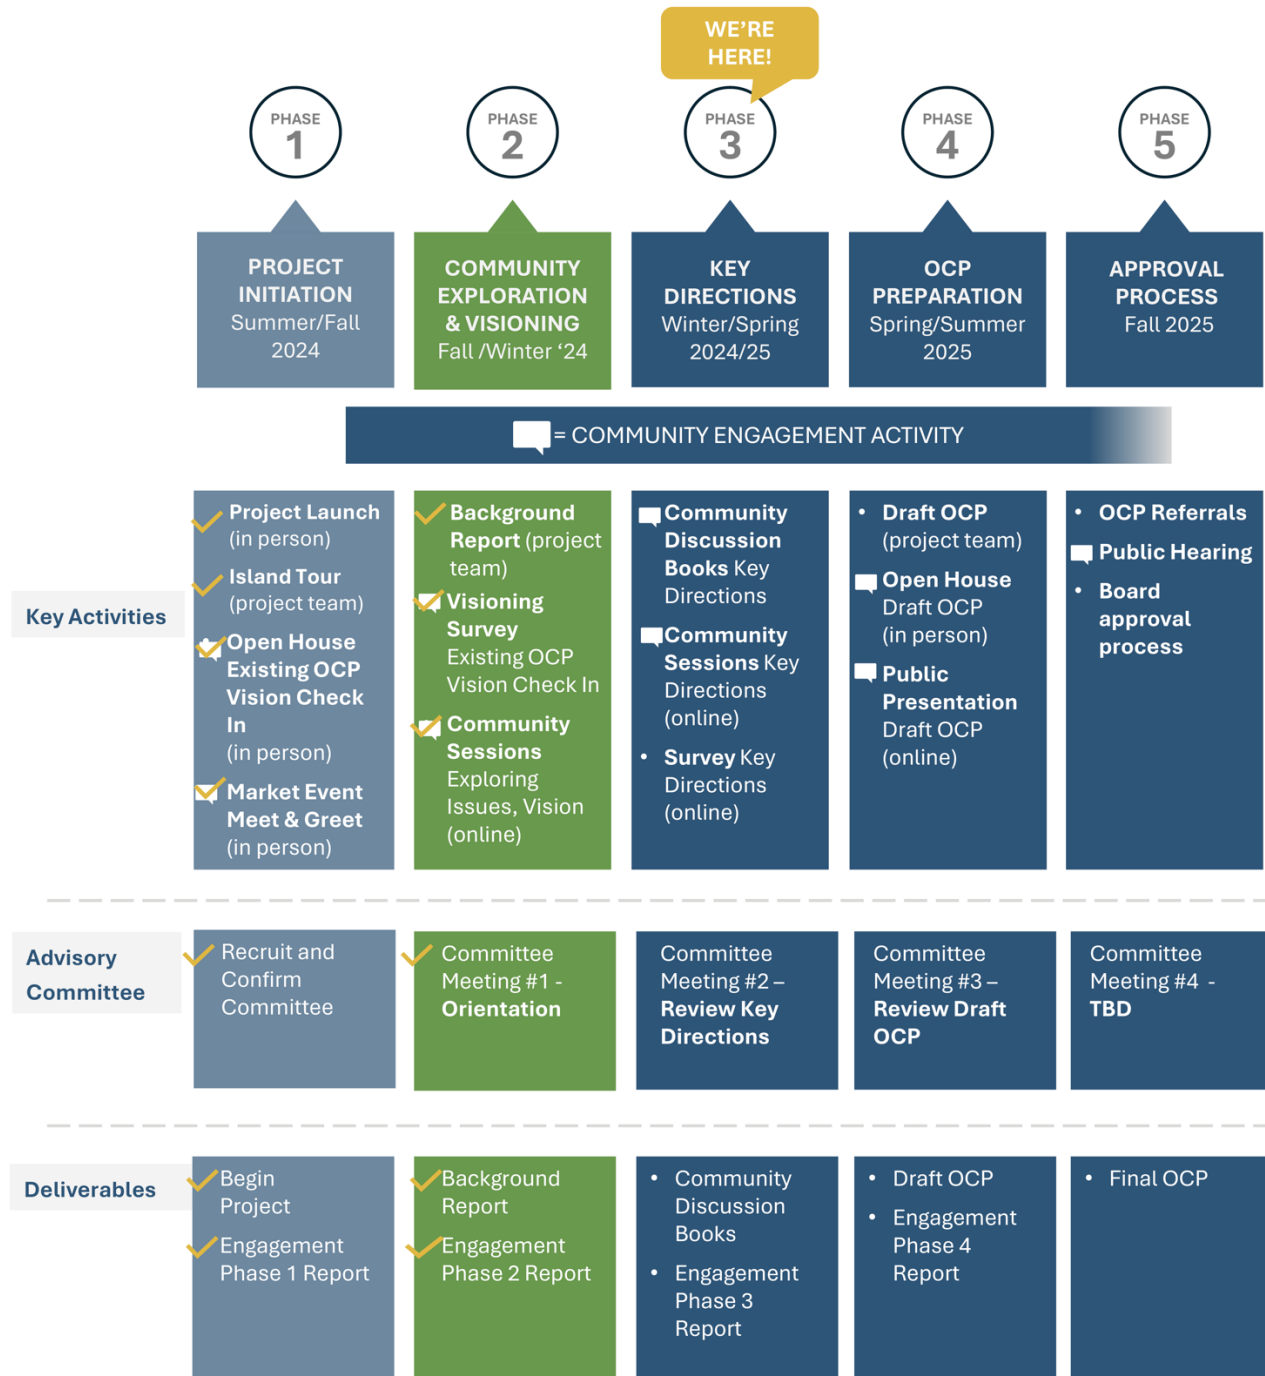 WE'RE
HERE!
PHASE
1
PHASE
2
PHASE
3
PHASE
4
PHASE
5
PROJECT
INITIATION
Summer/Fall
2024
COMMUNITY
EXPLORATION
& VISIONING
Fall /Winter ‘24
KEY
DIRECTIONS
Winter/Spring
2024/25
OCP
PREPARATION
Spring/Summer
2025
APPROVAL
PROCESS
Fall 2025
= COMMUNITY ENGAGEMENT ACTIVITY
Key Activities
Project Launch
(in person)
Island Tour
(project team)
Open House
Existing OCP
Vision Check
In
(in person)
Market Event
Meet & Greet
(in person)
Background
Report (project
team)
Visioning
Survey
Existing OCP
Vision Check In
Community
Sessions
Exploring
Issues, Vision
(online)
Community
Discussion
Books Key
Directions
Community
Sessions Key
Directions
(online)
• Survey Key
Directions
(online)
• Draft OCP
(project team)
Open House
Draft OCP
(in person)
Public
Presentation
Draft OCP
(online)
• OCP Referrals
Public Hearing
• Board
approval
process
Advisory
Committee
Recruit and
Confirm
Committee
Committee
Meeting #1 -
Orientation
Committee
Meeting #2 –
Review Key
Directions
Committee
Meeting #3 –
Review Draft
OCP
Committee
Meeting #4 -
TBD
Deliverables
Begin
Project
Engagement
Phase 1 Report
Background
Report
Engagement
Phase 2 Report
• Community
Discussion
Books
• Engagement
Phase 3
Report
• Draft OCP
• Engagement
Phase 4
Report
• Final OCP